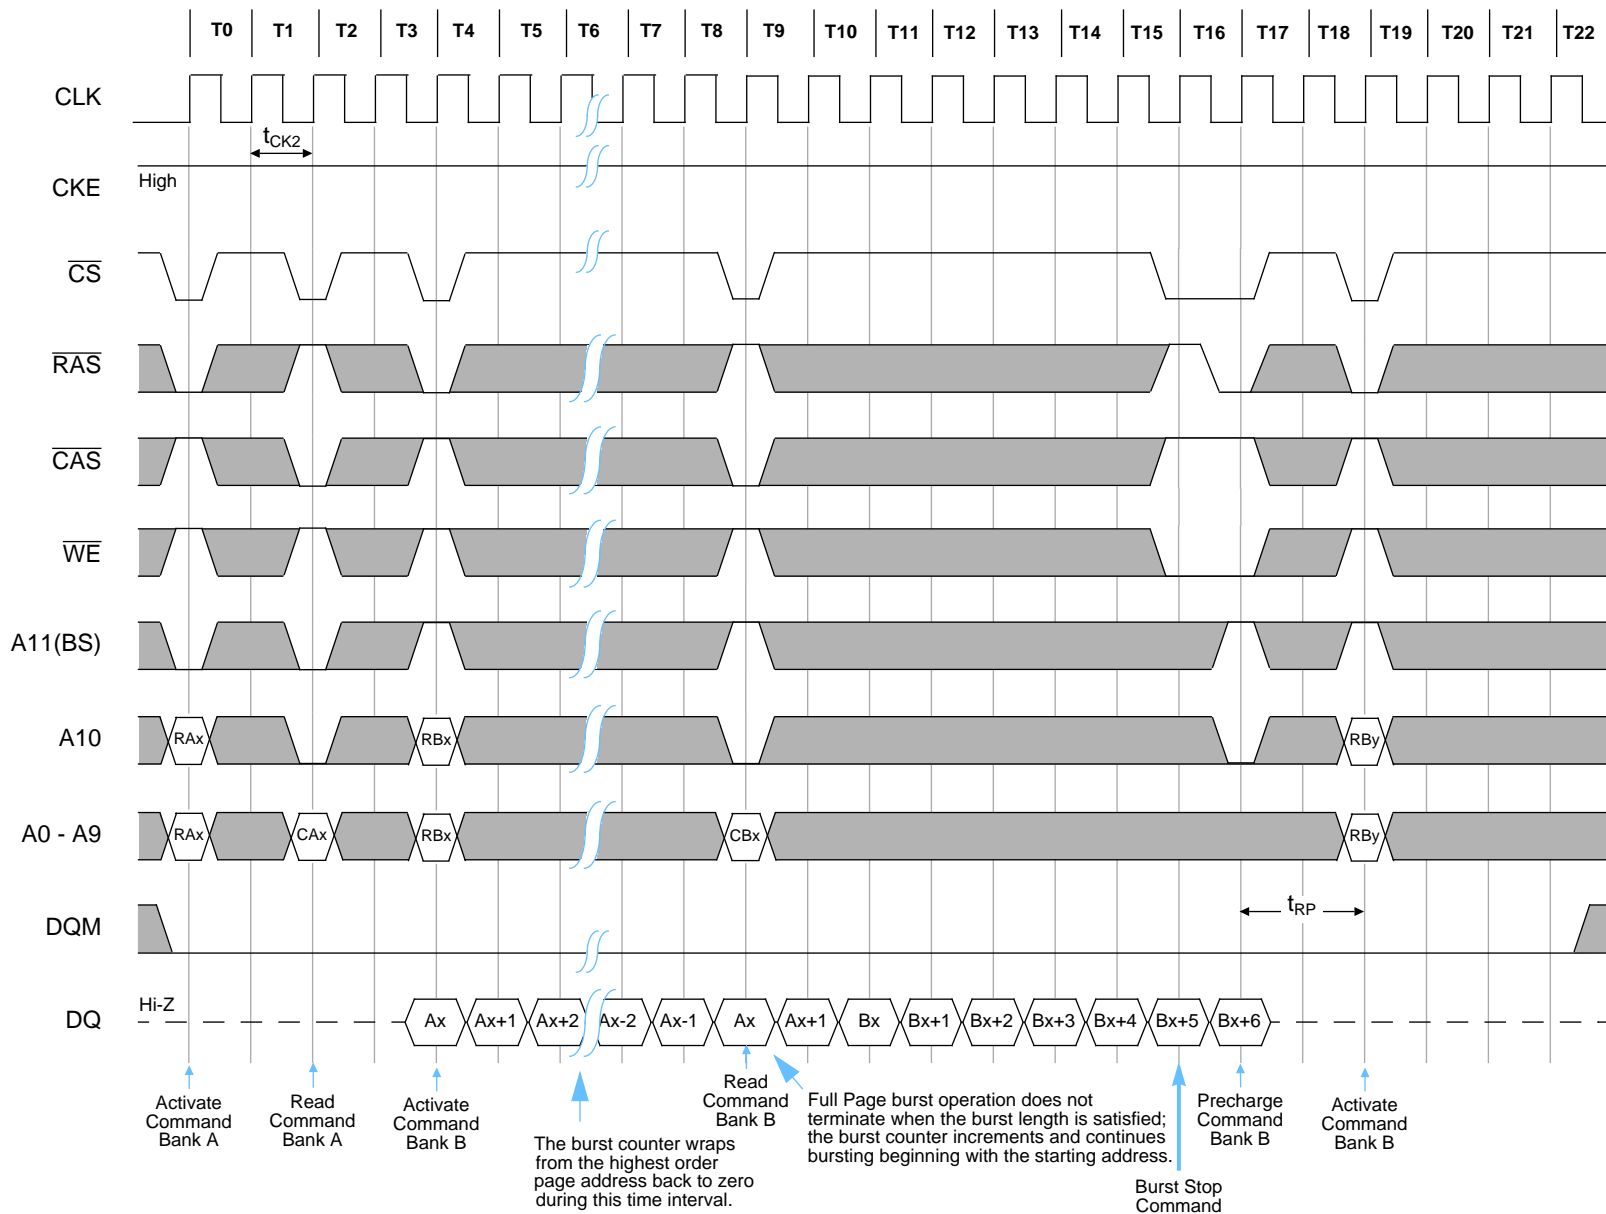 T0 T1 T2 T3 T4 T5 T6 T7 T8 T9 T10 T11 T12 T13 T14 T15 T16 T17 T18 T19 T20 T21 T22
CLK
tCK2
CKE
High
CS
RAS
CAS
WE
A11(BS)
A10
RAx RBx RBy
A0 - A9
RAx CAx RBx CBx RBy
DQM
tRP
DQ
Hi-Z
Ax Ax+1 Ax+2 Ax-2 Ax-1 Ax Ax+1 Bx Bx+1 Bx+2 Bx+3 Bx+4 Bx+5 Bx+6
Activate
Command
Bank A
Read
Command
Bank A
Activate
Command
Bank B
The burst counter wraps
from the highest order
page address back to zero
during this time interval.
Read
Command
Bank B
Full Page burst operation does not
terminate when the burst length is satisfied;
the burst counter increments and continues
bursting beginning with the starting address.
Burst Stop
Command
Precharge
Command
Bank B
Activate
Command
Bank B